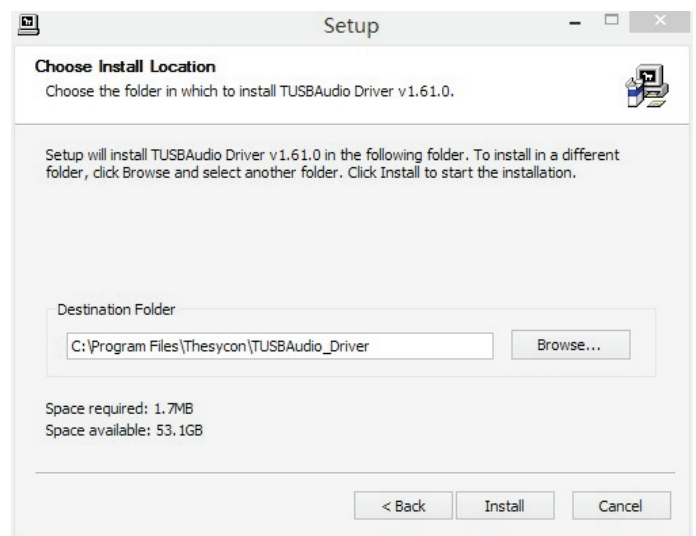 Setup
Choose Install Location
Choose the folder in which to install TUSBAudio Driver v1.61.0.
Setup will install TUSBAudio Driver v1.61.0 in the following folder. To install in a different
folder, click Browse and select another folder. Click Install to start the installation.
Destination Folder
C:\Program Files\Thesycon\TUSBAudio_Driver
Browse...
Space required: 1.7MB
Space available: 53.1GB
< Back
Install
Cancel